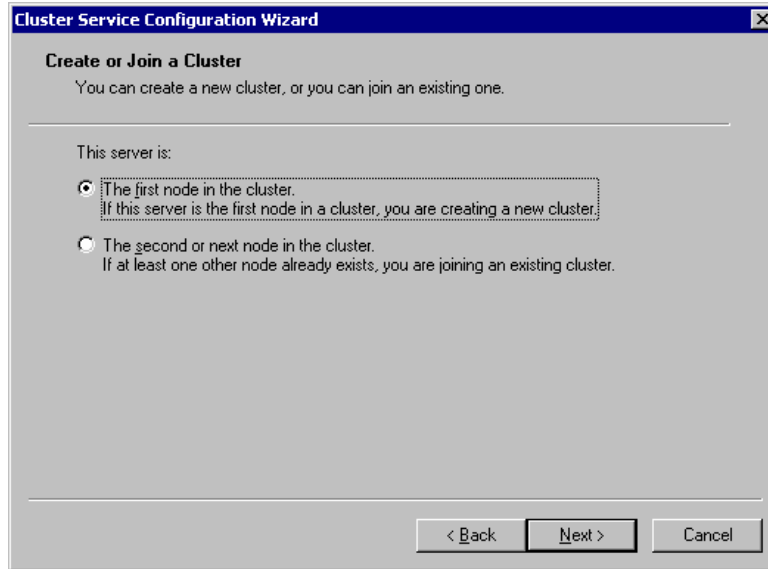 Cluster Service Configuration Wizard
Create or Join a Cluster
You can create a new cluster, or you can join an existing one.
This server is:
The first node in the cluster.
If this server is the first node in a cluster, you are creating a new cluster.
The second or next node in the cluster.
If at least one other node already exists, you are joining an existing cluster.
< Back Next > Cancel